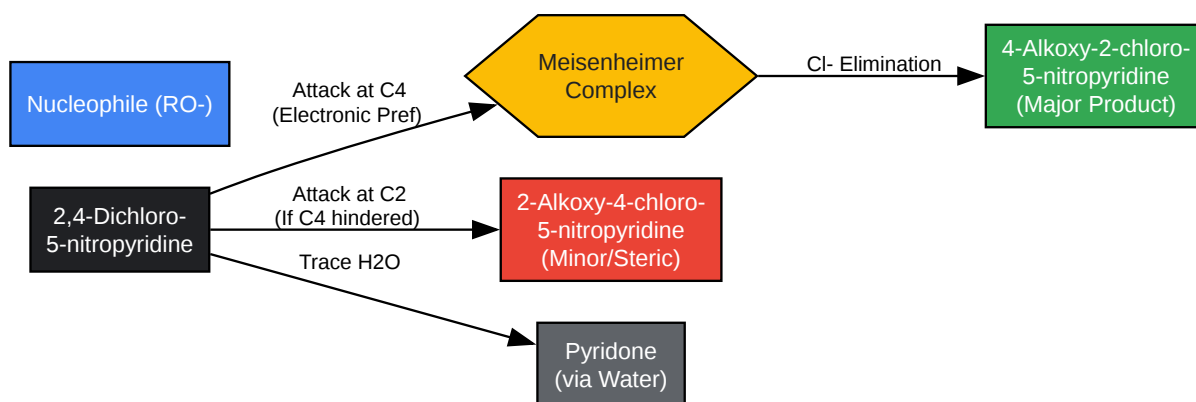 Nucleophile (RO-)
2,4-Dichloro-
5-nitropyridine
Attack at C4
(Electronic Pref)
Meisenheimer
Complex
Cl- Elimination
4-Alkoxy-2-chloro-
5-nitropyridine
(Major Product)
Attack at C2
(If C4 hindered)
2-Alkoxy-4-chloro-
5-nitropyridine
(Minor/Steric)
Trace H2O
Pyridone
(via Water)